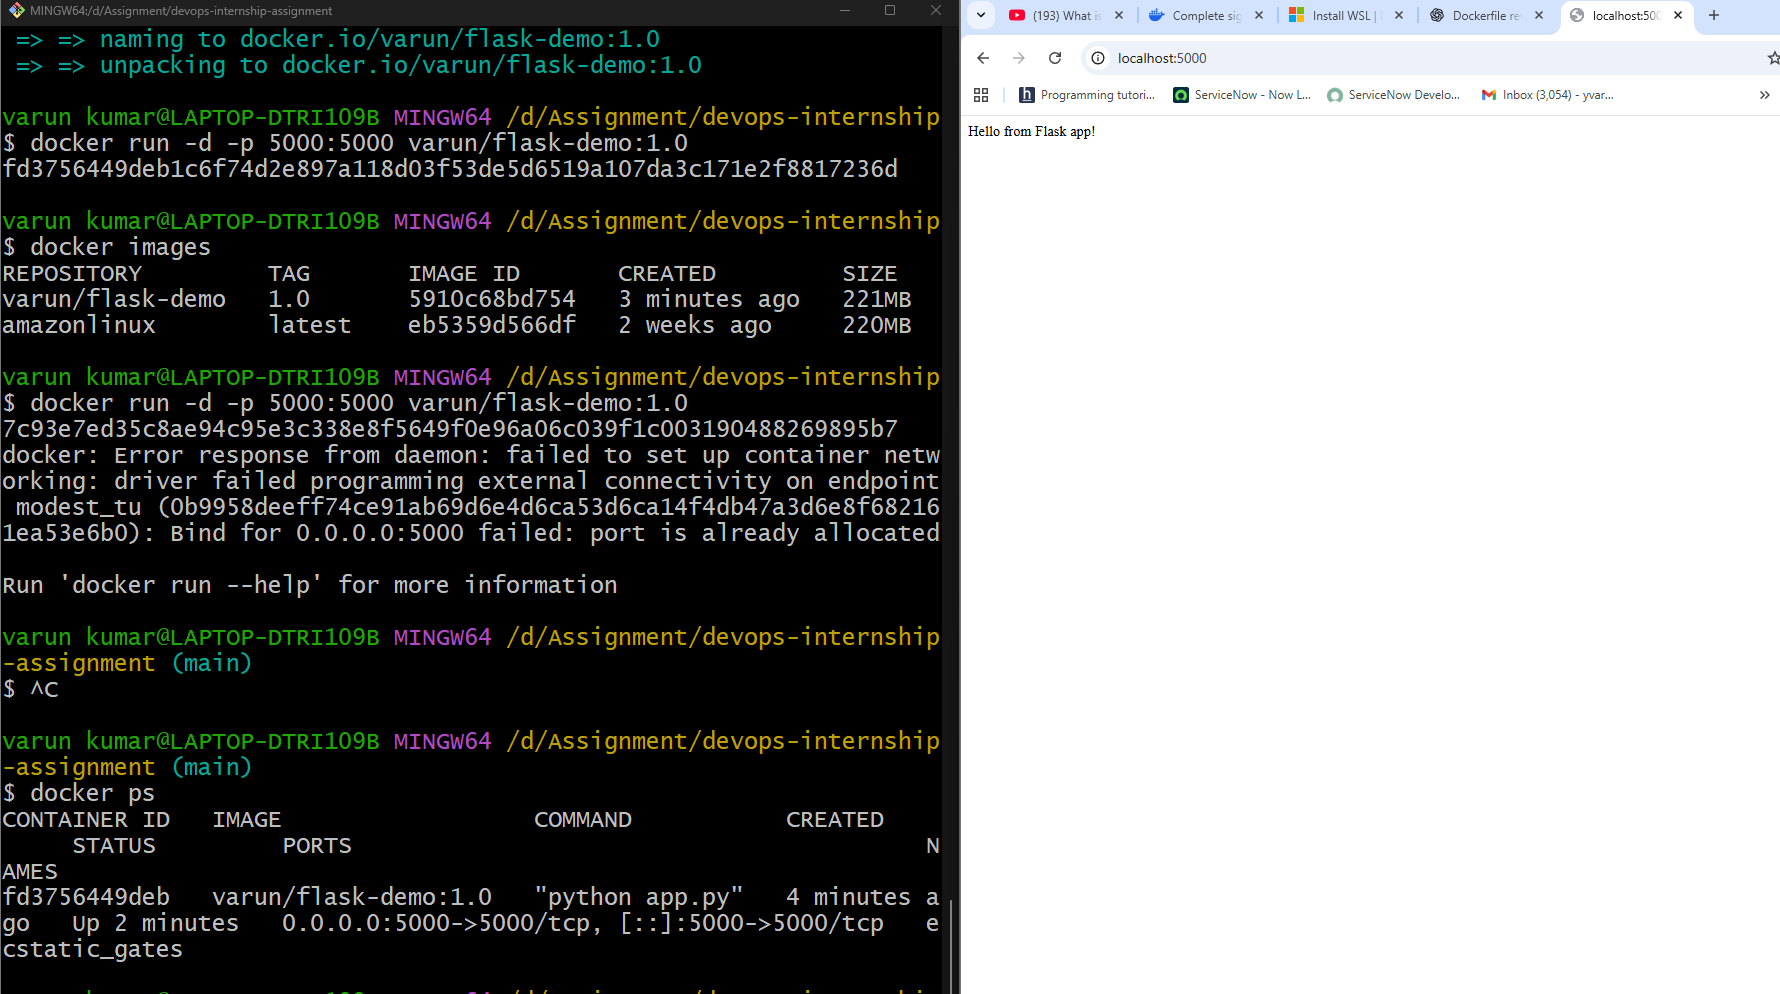 MINGW64:/d/Assignment/devops-internship-assignment
=> => naming to docker.io/varun/flask-demo:1.0
=> => unpacking to docker.io/varun/flask-demo:1.0
varun kumar@LAPTOP-DTRI109B MINGW64 /d/Assignment/devops-internship
$ docker run -d -p 5000:5000 varun/flask-demo:1.0
fd3756449deb1c6f74d2e897a118d03f53de5d6519a107da3c171e2f8817236d
varun kumar@LAPTOP-DTRI109B MINGW64 /d/Assignment/devops-internship
$ docker images
REPOSITORY TAG IMAGE ID CREATED SIZE
varun/flask-demo 1.0 5910c68bd754 3 minutes ago 221MB
amazonlinux latest eb5359d566df 2 weeks ago 220MB
varun kumar@LAPTOP-DTRI109B MINGW64 /d/Assignment/devops-internship
$ docker run -d -p 5000:5000 varun/flask-demo:1.0
7c93e7ed35c8ae94c95e3c338e8f5649f0e96a06c039f1c003190488269895b7
docker: Error response from daemon: failed to set up container netw
orking: driver failed programming external connectivity on endpoint
modest_tu (0b9958deeff74ce91ab69d6e4d6ca53d6ca14f4db47a3d6e8f68216
1ea53e6b0): Bind for 0.0.0.0:5000 failed: port is already allocated
Run 'docker run --help' for more information
varun kumar@LAPTOP-DTRI109B MINGW64 /d/Assignment/devops-internship
-assignment (main)
$ ^C
varun kumar@LAPTOP-DTRI109B MINGW64 /d/Assignment/devops-internship
-assignment (main)
$ docker ps
CONTAINER ID IMAGE COMMAND CREATED
STATUS PORTS N
AMES
fd3756449deb varun/flask-demo:1.0 "python app.py" 4 minutes a
go Up 2 minutes 0.0.0.0:5000->5000/tcp, [::]:5000->5000/tcp e
cstatic_gates
(193) What is
Complete sig
Install WSL |
Dockerfile re
localhost:500
localhost:5000
Programming tutori...
ServiceNow - Now L...
ServiceNow Develo...
Inbox (3,054) - yvar...
Hello from Flask app!